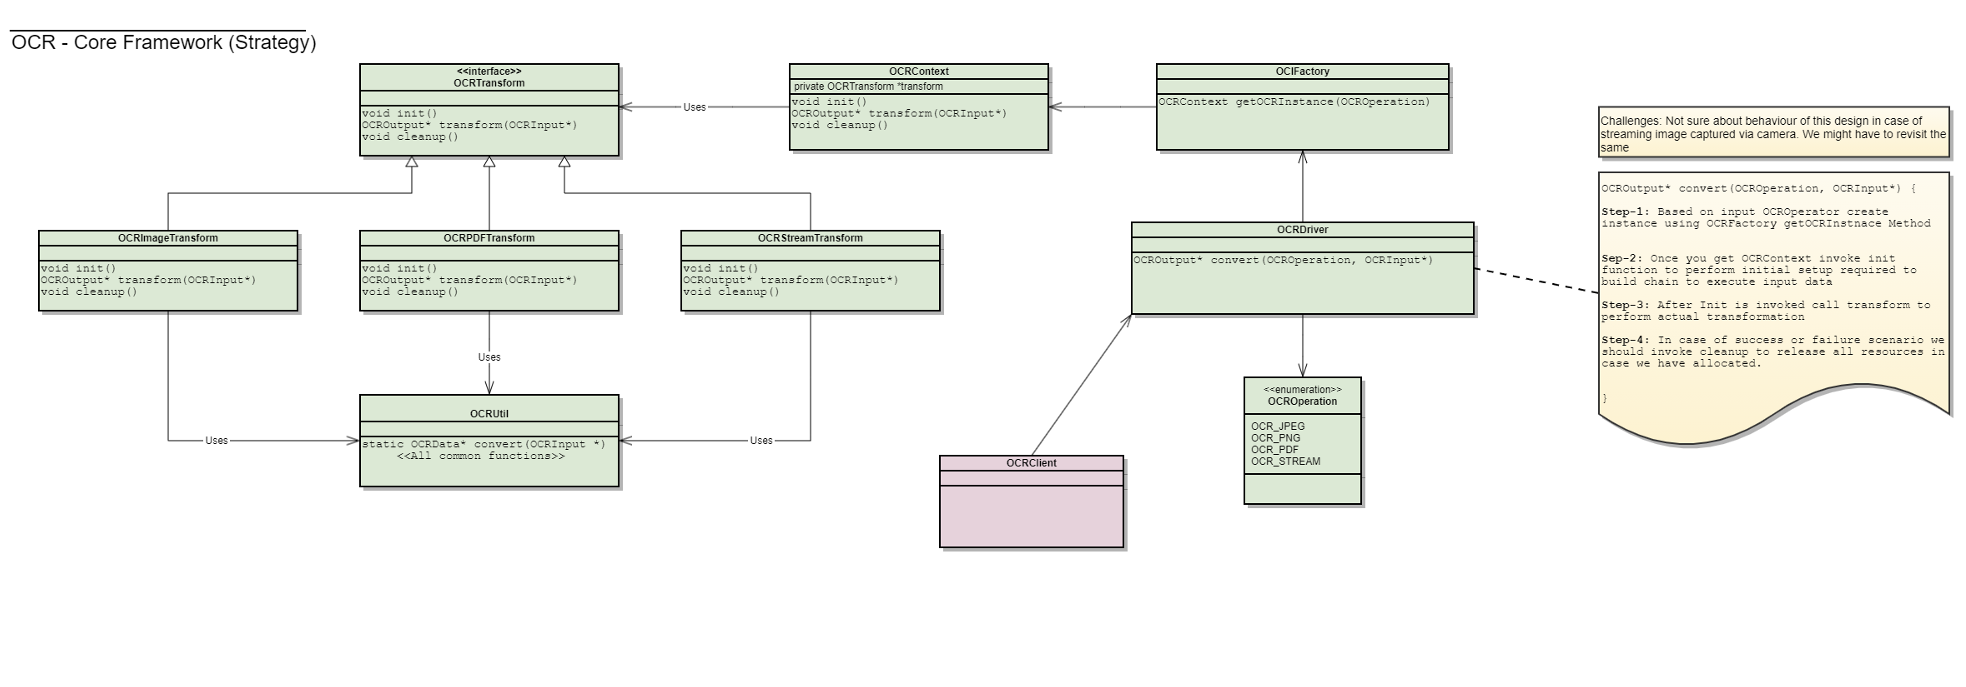 OCR - Core Framework (Strategy)
<<interface>>
OCRTransform
void init()
OCROutput* transform(OCRInput*)
void cleanup()
Uses
OCRContext
private OCRTransform *transform
void init()
OCROutput* transform(OCRInput*)
void cleanup()
OCIFactory
OCRContext getOCRInstance(OCROperation)
Challenges: Not sure about behaviour of this design in case of
streaming image captured via camera. We might have to revisit the
same
OCRImageTransform
void init()
OCROutput* transform(OCRInput*)
void cleanup()
OCRPDFTransform
void init()
OCROutput* transform(OCRInput*)
void cleanup()
OCRStreamTransform
void init()
OCROutput* transform(OCRInput*)
void cleanup()
OCRDriver
OCROutput* convert(OCROperation, OCRInput*)
OCROutput* convert(OCROperation, OCRInput*) {
Step-1: Based on input OCROperator create
instance using OCRFactory getOCRInstnace Method
Sep-2: Once you get OCRContext invoke init
function to perform initial setup required to
build chain to execute input data
Step-3: After Init is invoked call transform to
perform actual transformation
Step-4: In case of success or failure scenario we
should invoke cleanup to release all resources in
case we have allocated.
}
Uses
Uses
Uses
OCRUtil
static OCRData* convert(OCRInput *)
<<All common functions>>
<<enumeration>>
OCROperation
OCR_JPEG
OCR_PNG
OCR_PDF
OCR_STREAM
OCRClient